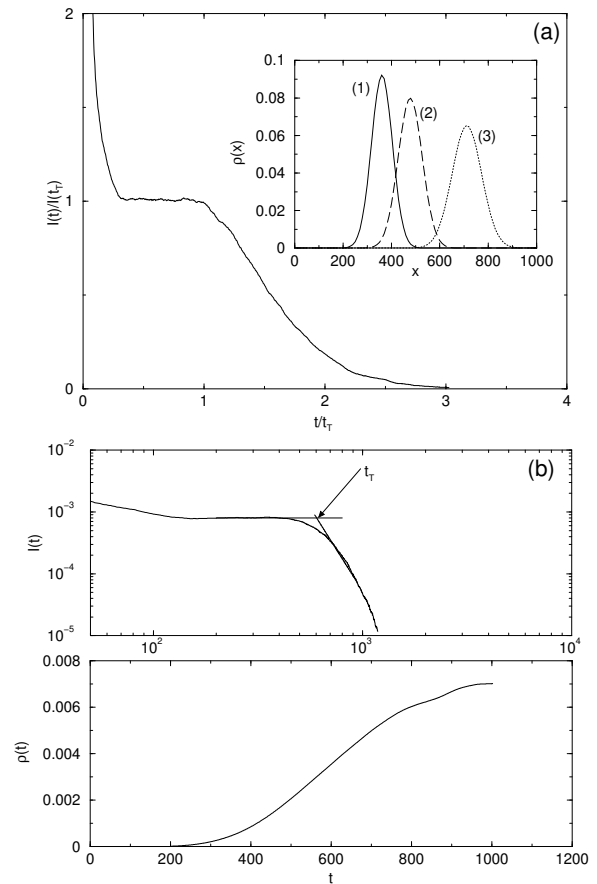 (a)
I(t)/I(t_T)
2
1
0
0 1 2 3 4
t/t_T
ρ(x)
0.1
0.08
0.06
0.04
0.02
0
0 200 400 600 800 1000
x
(1)
(2)
(3)
(b)
I(t)
10^-2
10^-3
10^-4
10^-5
10^2 10^3 10^4
t_T
ρ(t)
0.008
0.006
0.004
0.002
0
0 200 400 600 800 1000 1200
t